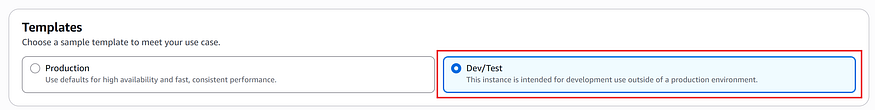 Templates
Choose a sample template to meet your use case.
Production
Use defaults for high availability and fast, consistent performance.
Dev/Test
This instance is intended for development use outside of a production environment.